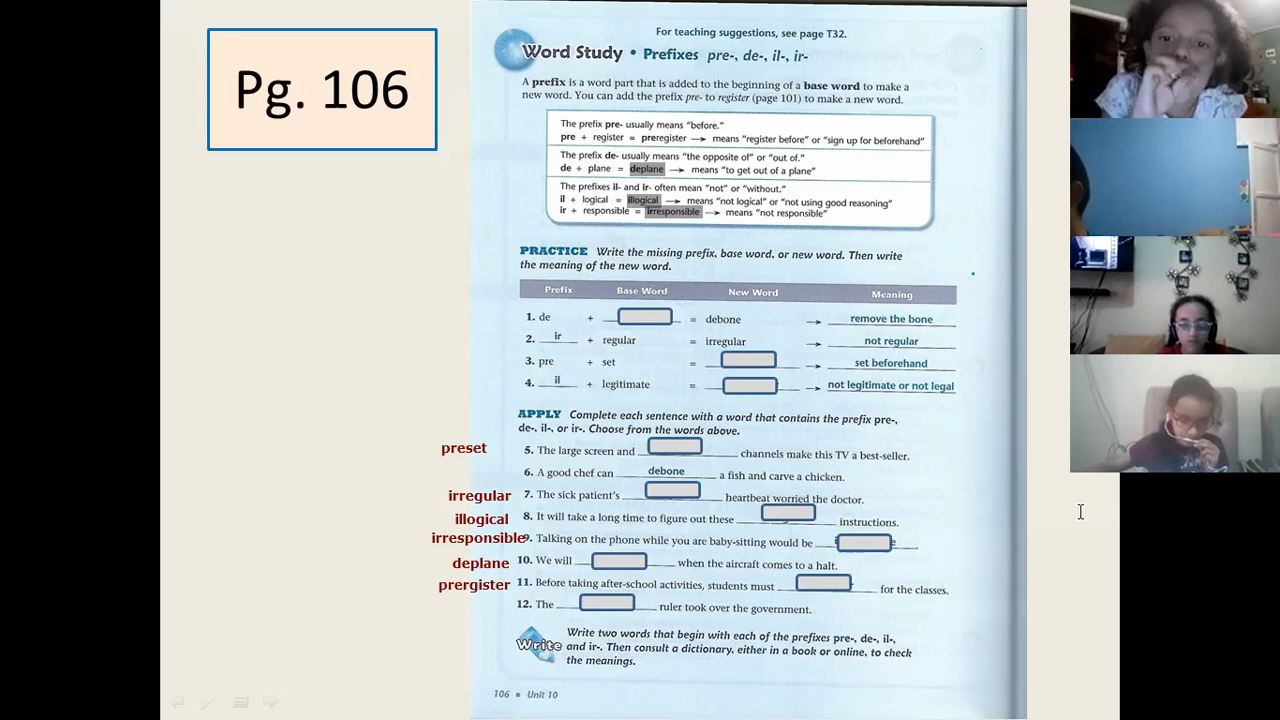 Pg. 106
For teaching suggestions, see page T32.
Word Study • Prefixes pre-, de-, il-, ir-
A prefix is a word part that is added to the beginning of a base word to make a
new word. You can add the prefix pre- to register (page 101) to make a new word.
The prefix pre- usually means "before."
pre + register = preregister → means "register before" or "sign up for beforehand"
The prefix de- usually means "the opposite of" or "out of."
de + plane = deplane → means "to get out of a plane"
The prefixes il- and ir- often mean "not" or "without."
il + logical = illogical → means "not logical" or "not using good reasoning"
ir + responsible = irresponsible → means "not responsible"
PRACTICE Write the missing prefix, base word, or new word. Then write
the meaning of the new word.
Prefix Base Word New Word Meaning
1. de + = debone → remove the bone
2. ir + regular = irregular → not regular
3. pre + set = → set beforehand
4. il + legitimate = → not legitimate or not legal
APPLY Complete each sentence with a word that contains the prefix pre-,
de-, il-, or ir-. Choose from the words above.
preset 5. The large screen and channels make this TV a best-seller.
6. A good chef can debone a fish and carve a chicken.
irregular 7. The sick patient's heartbeat worried the doctor.
illogical 8. It will take a long time to figure out these instructions.
irresponsible 9. Talking on the phone while you are baby-sitting would be
deplane 10. We will when the aircraft comes to a halt.
prergister 11. Before taking after-school activities, students must for the classes.
12. The ruler took over the government.
Write Write two words that begin with each of the prefixes pre-, de-, il-,
and ir-. Then consult a dictionary, either in a book or online, to check
the meanings.
106 ■ Unit 10